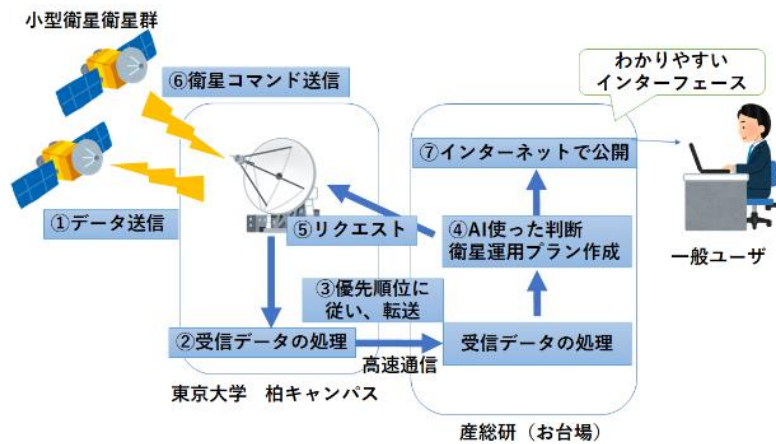 小型衛星衛星群
⑥衛星コマンド送信
わかりやすい
インターフェース
⑦インターネットで公開
①データ送信
⑤リクエスト
④AI使った判断
衛星運用プラン作成
一般ユーザ
③優先順位に
従い、転送
②受信データの処理
高速通信
受信データの処理
東京大学　柏キャンパス
産総研（お台場）